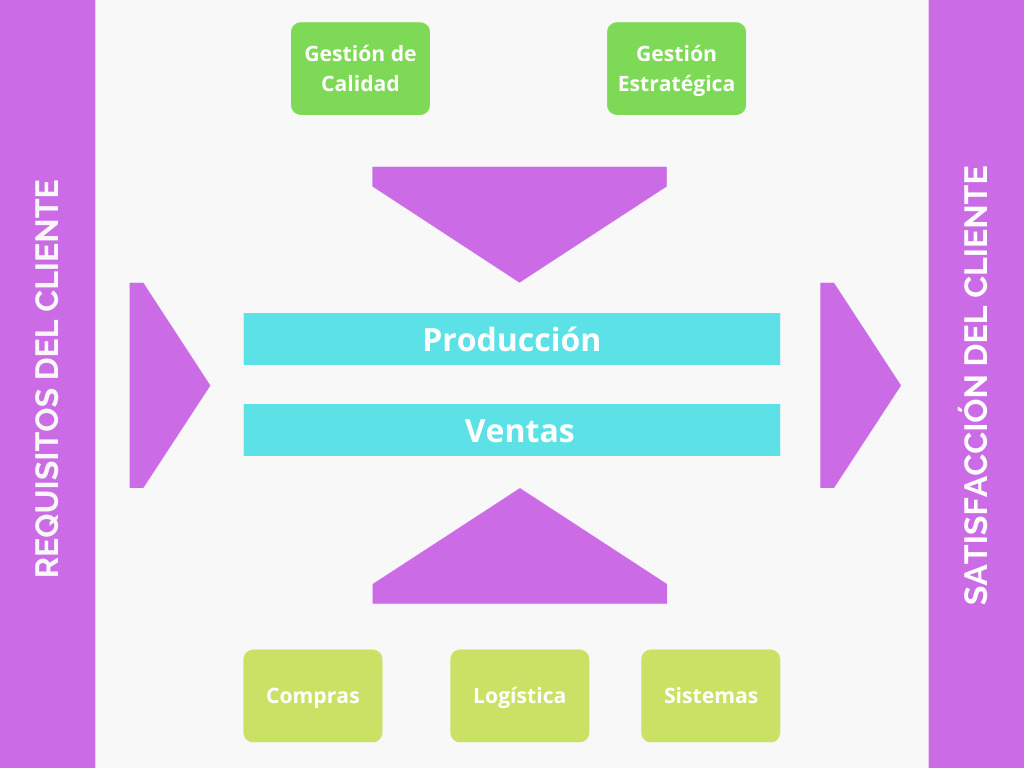 REQUISITOS DEL CLIENTE
Gestión de
Calidad
Gestión
Estratégica
Producción
Ventas
Compras
Logística
Sistemas
SATISFACCIÓN DEL CLIENTE